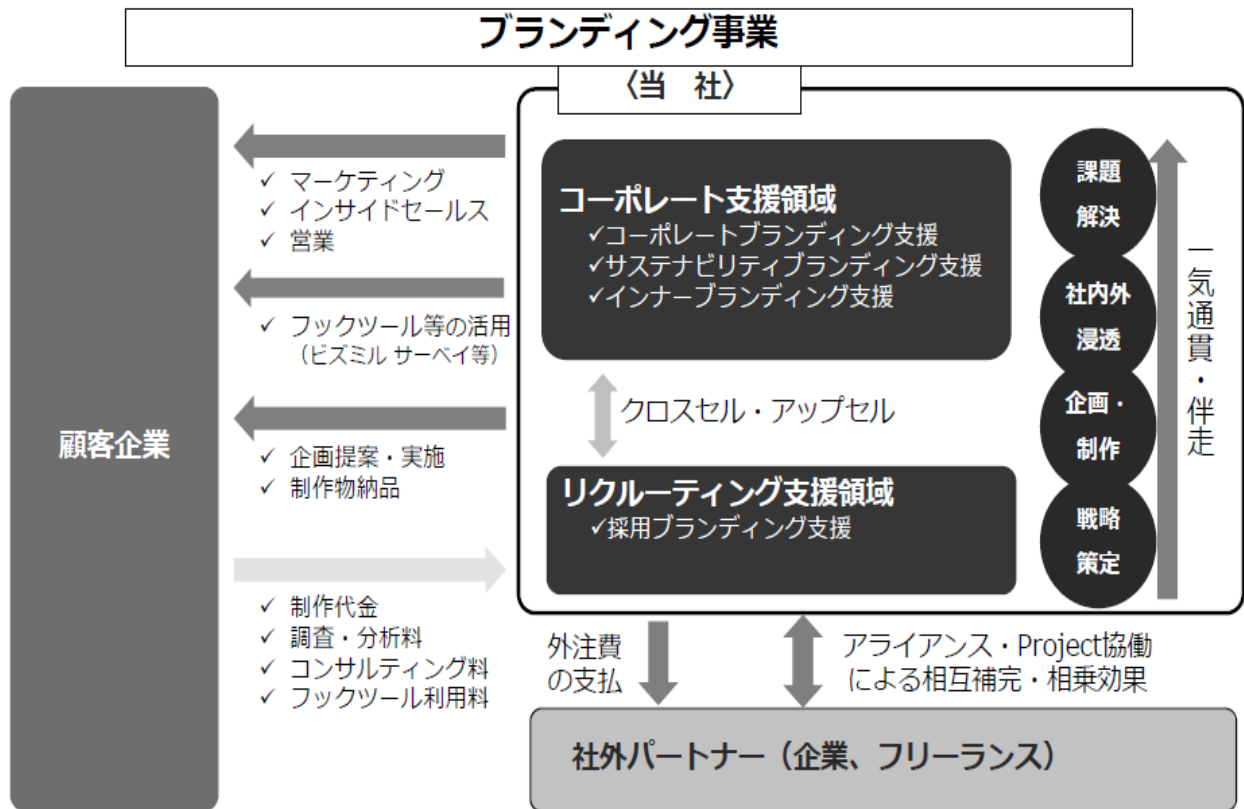 ブランディング事業
〈当　社〉
顧客企業
✓ マーケティング
✓ インサイドセールス
✓ 営業
✓ フックツール等の活用
（ビズミル サーベイ等）
✓ 企画提案・実施
✓ 制作物納品
✓ 制作代金
✓ 調査・分析料
✓ コンサルティング料
✓ フックツール利用料
コーポレート支援領域
✓コーポレートブランディング支援
✓サステナビリティブランディング支援
✓インナーブランディング支援
クロスセル・アップセル
リクルーティング支援領域
✓採用ブランディング支援
課題
解決
社内外
浸透
企画・
制作
戦略
策定
一気通貫・伴走
外注費
の支払
アライアンス・Project協働
による相互補完・相乗効果
社外パートナー（企業、フリーランス）